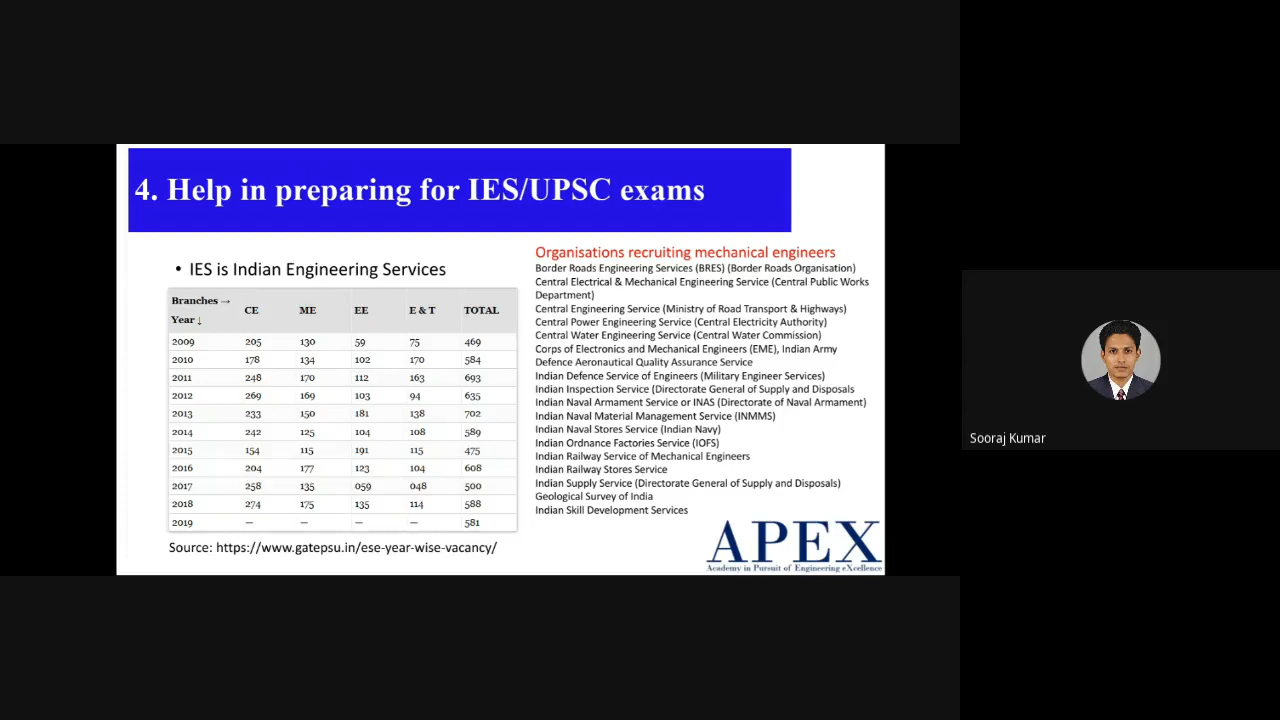 4. Help in preparing for IES/UPSC exams
• IES is Indian Engineering Services
Branches → CE ME EE E & T TOTAL
Year ↓
2009 205 130 59 75 469
2010 178 134 102 170 584
2011 248 170 112 163 693
2012 269 169 103 94 635
2013 233 150 181 138 702
2014 242 125 104 108 589
2015 154 115 191 115 475
2016 204 177 123 104 608
2017 258 135 059 048 500
2018 274 175 135 114 588
2019 — — — — 581
Source: https://www.gatepsu.in/ese-year-wise-vacancy/
Organisations recruiting mechanical engineers
Border Roads Engineering Services (BRES) (Border Roads Organisation)
Central Electrical & Mechanical Engineering Service (Central Public Works
Department)
Central Engineering Service (Ministry of Road Transport & Highways)
Central Power Engineering Service (Central Electricity Authority)
Central Water Engineering Service (Central Water Commission)
Corps of Electronics and Mechanical Engineers (EME), Indian Army
Defence Aeronautical Quality Assurance Service
Indian Defence Service of Engineers (Military Engineer Services)
Indian Inspection Service (Directorate General of Supply and Disposals
Indian Naval Armament Service or INAS (Directorate of Naval Armament)
Indian Naval Material Management Service (INMMS)
Indian Naval Stores Service (Indian Navy)
Indian Ordnance Factories Service (IOFS)
Indian Railway Service of Mechanical Engineers
Indian Railway Stores Service
Indian Supply Service (Directorate General of Supply and Disposals)
Geological Survey of India
Indian Skill Development Services
APEX
Academy in Pursuit of Engineering eXcellence
Sooraj Kumar